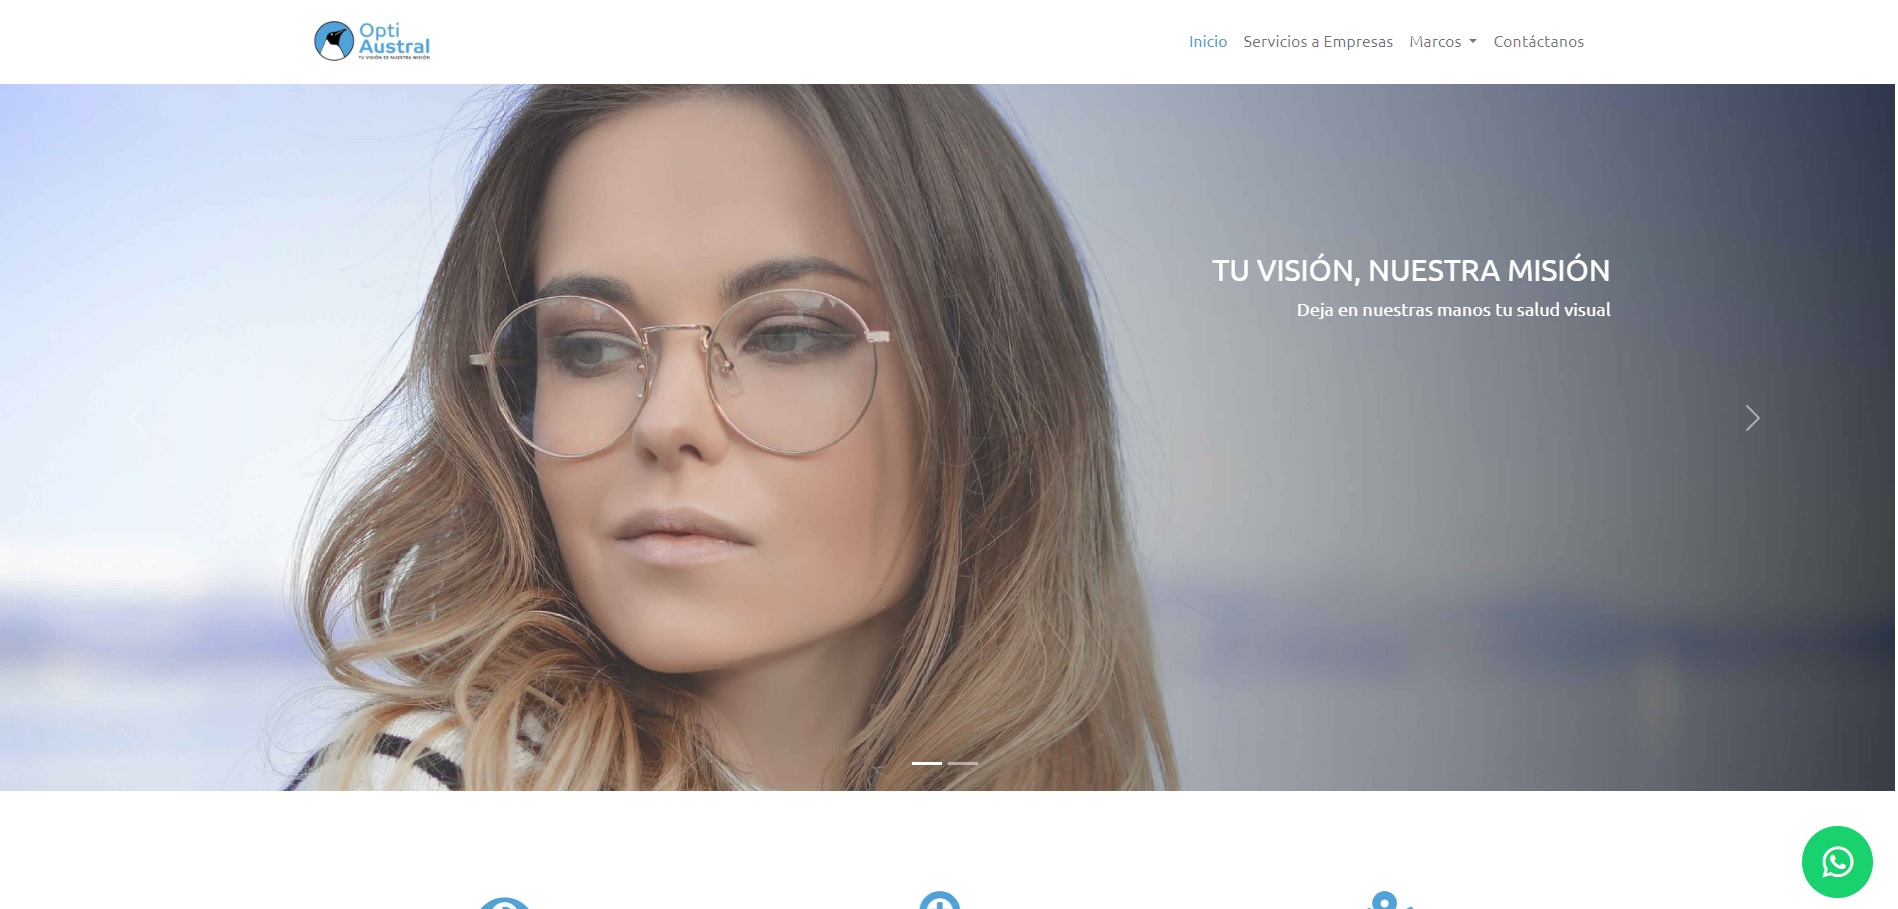 Opti
Austral
TU VISIÓN ES NUESTRA MISIÓN
Inicio
Servicios a Empresas
Marcos
Contáctanos
TU VISIÓN, NUESTRA MISIÓN
Deja en nuestras manos tu salud visual